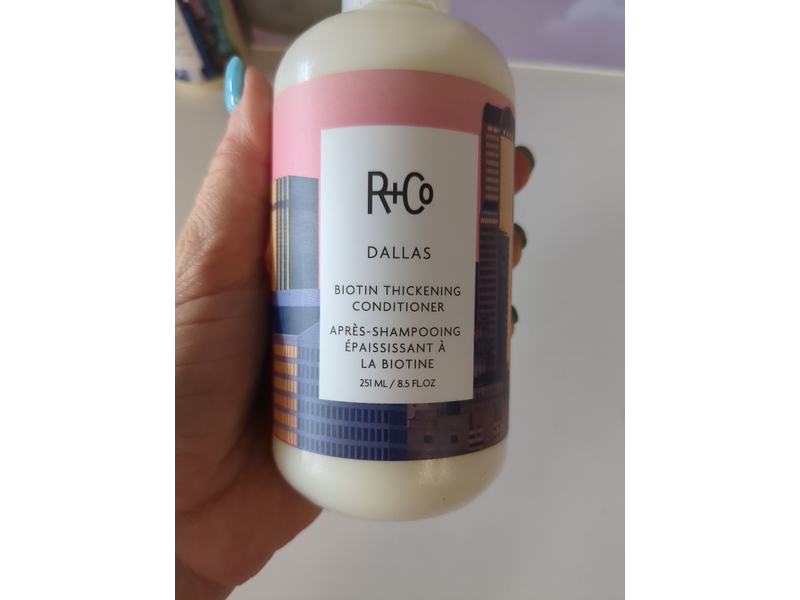 R+Co
DALLAS
BIOTIN THICKENING
CONDITIONER
APRÈS-SHAMPOOING
ÉPAISSISSANT À
LA BIOTINE
251 ML / 8.5 FL.OZ